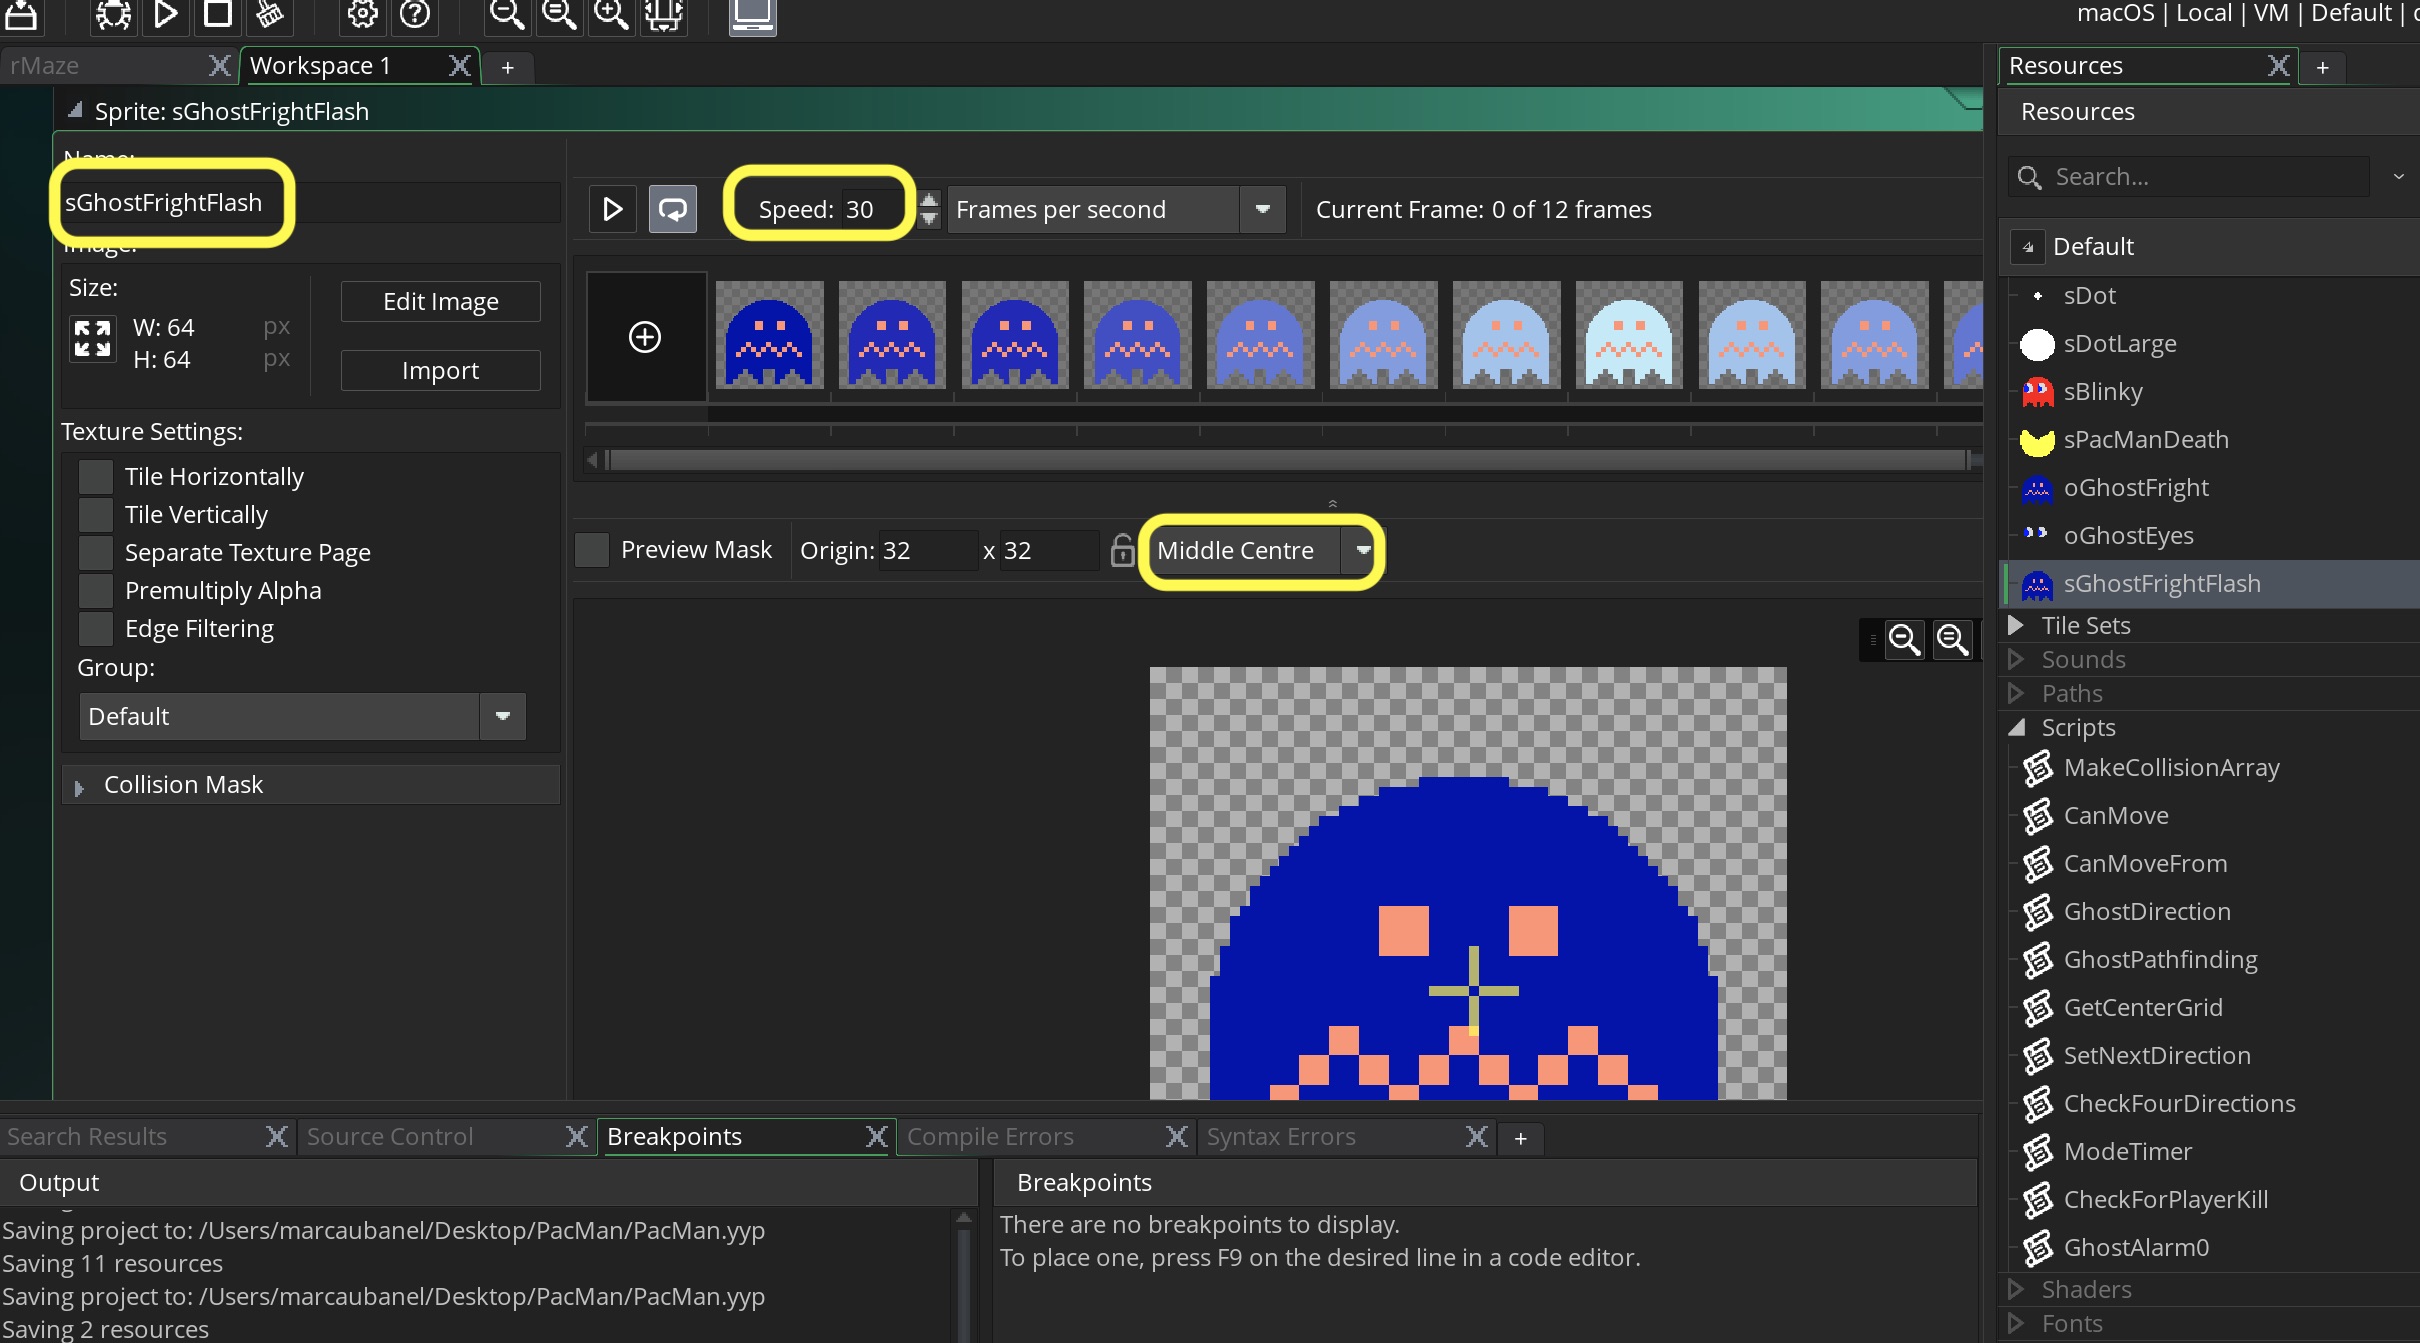 macOS | Local | VM | Default |
rMaze
Workspace 1
Resources
Sprite: sGhostFrightFlash
Resources
Name:
sGhostFrightFlash
Speed: 30
Frames per second
Current Frame: 0 of 12 frames
Search...
Image:
Default
Size:
W: 64 px
H: 64 px
Edit Image
Import
sDot
sDotLarge
sBlinky
sPacManDeath
oGhostFright
oGhostEyes
sGhostFrightFlash
Texture Settings:
Tile Horizontally
Tile Vertically
Separate Texture Page
Premultiply Alpha
Edge Filtering
Group:
Default
Collision Mask
Preview Mask
Origin: 32 x 32
Middle Centre
Tile Sets
Sounds
Paths
Scripts
MakeCollisionArray
CanMove
CanMoveFrom
GhostDirection
GhostPathfinding
GetCenterGrid
SetNextDirection
CheckFourDirections
ModeTimer
CheckForPlayerKill
GhostAlarm0
Shaders
Fonts
Search Results
Source Control
Breakpoints
Compile Errors
Syntax Errors
Output
Saving project to: /Users/marcaubanel/Desktop/PacMan/PacMan.yyp
Saving 11 resources
Saving project to: /Users/marcaubanel/Desktop/PacMan/PacMan.yyp
Saving 2 resources
Breakpoints
There are no breakpoints to display.
To place one, press F9 on the desired line in a code editor.